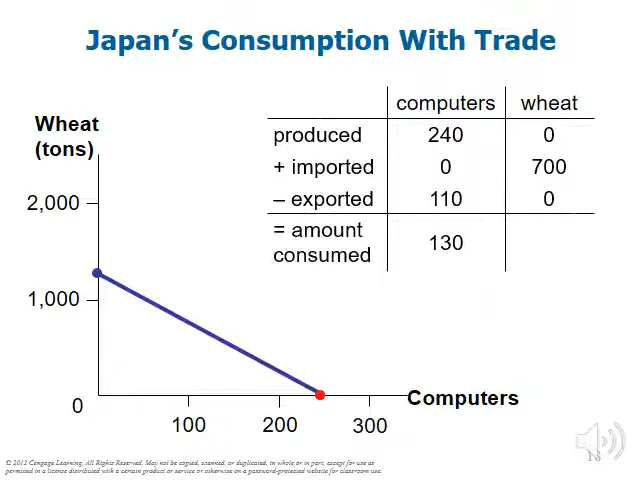 Japan's Consumption With Trade
computers wheat
Wheat
(tons)
produced 240 0
+ imported 0 700
– exported 110 0
= amount
consumed 130
2,000
1,000
0
100 200 300
Computers
18
© 2012 Cengage Learning. All Rights Reserved. May not be copied, scanned, or duplicated, in whole or in part, except for use as
permitted in a license distributed with a certain product or service or otherwise on a password-protected website for classroom use.